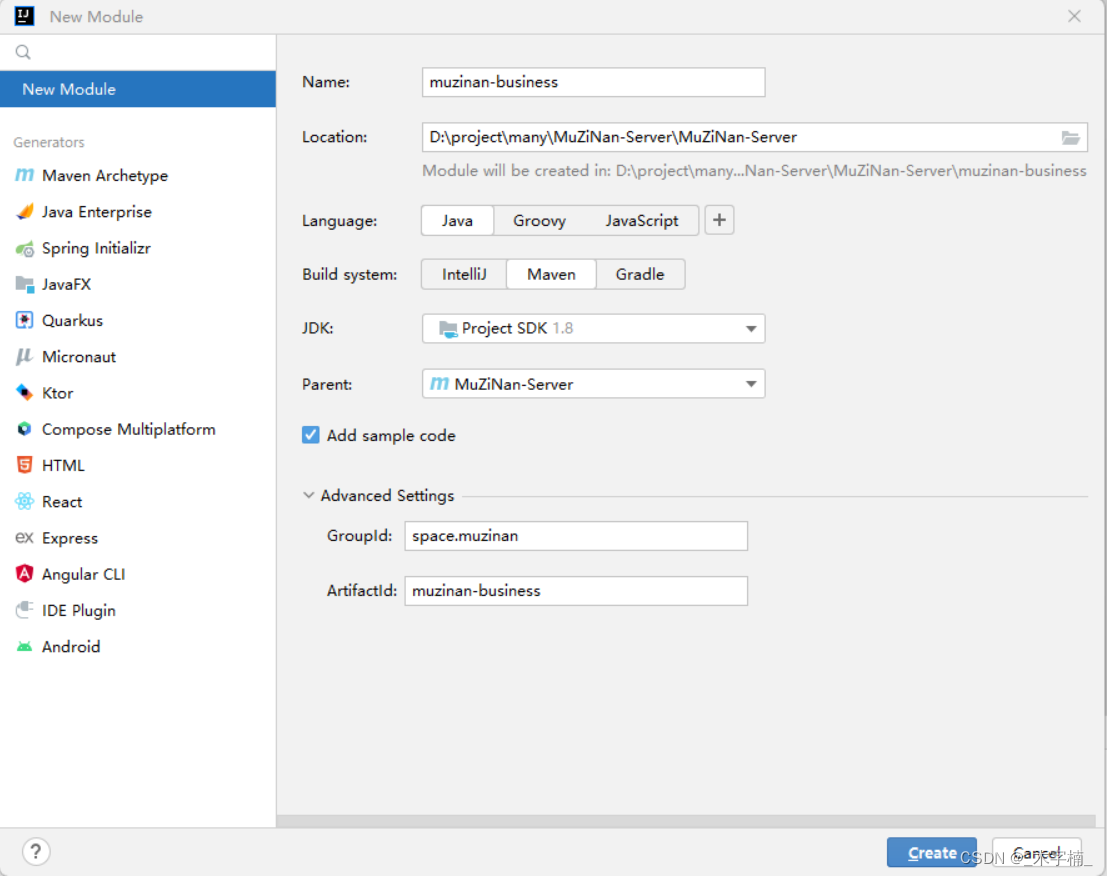 New Module
New Module
Generators
Maven Archetype
Java Enterprise
Spring Initializr
JavaFX
Quarkus
Micronaut
Ktor
Compose Multiplatform
HTML
React
Express
Angular CLI
IDE Plugin
Android
Name: muzinan-business
Location: D:\project\many\MuZiNan-Server\MuZiNan-Server
Module will be created in: D:\project\many...Nan-Server\MuZiNan-Server\muzinan-business
Language: Java Groovy JavaScript +
Build system: IntelliJ Maven Gradle
JDK: Project SDK 1.8
Parent: MuZiNan-Server
Add sample code
Advanced Settings
GroupId: space.muzinan
ArtifactId: muzinan-business
? Create Cancel
CSDN @_木子楠_